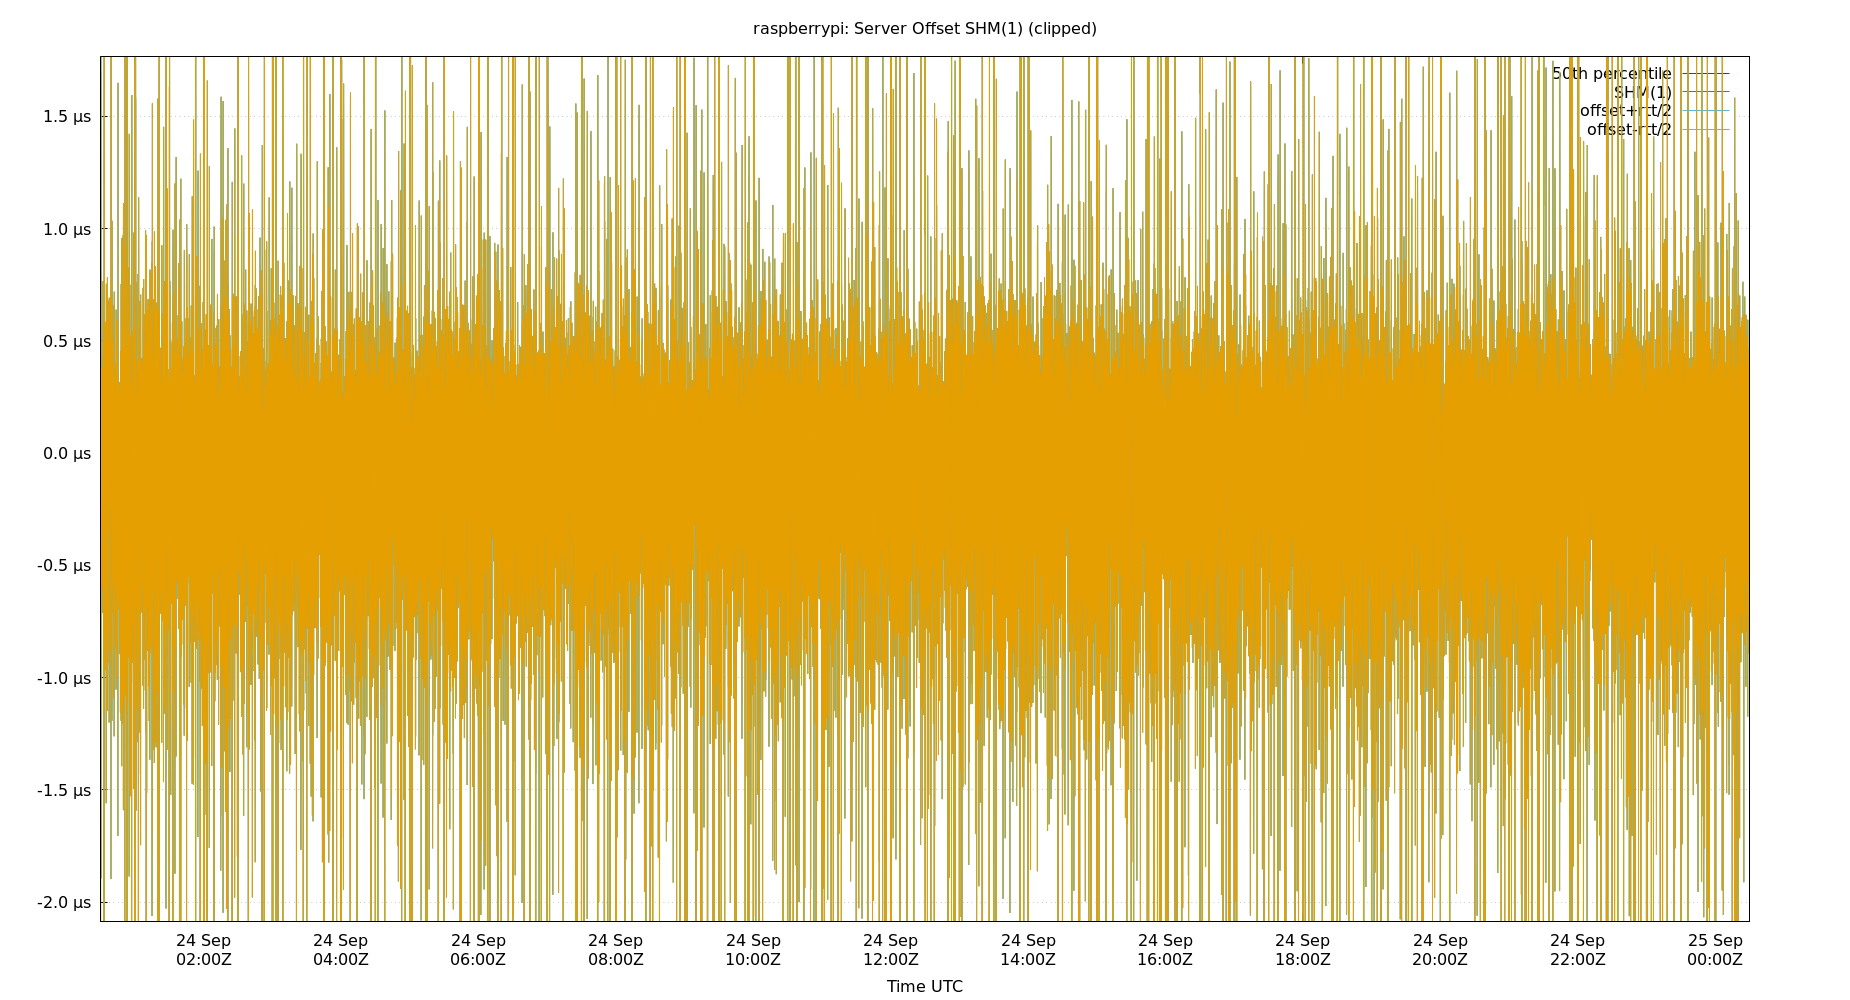 raspberrypi: Server Offset SHM(1) (clipped)
50th percentile
SHM(1)
offset+rtt/2
offset-rtt/2
1.5 µs
1.0 µs
0.5 µs
0.0 µs
-0.5 µs
-1.0 µs
-1.5 µs
-2.0 µs
24 Sep 24 Sep 24 Sep 24 Sep 24 Sep 24 Sep 24 Sep 24 Sep 24 Sep 24 Sep 24 Sep 25 Sep
02:00Z 04:00Z 06:00Z 08:00Z 10:00Z 12:00Z 14:00Z 16:00Z 18:00Z 20:00Z 22:00Z 00:00Z
Time UTC